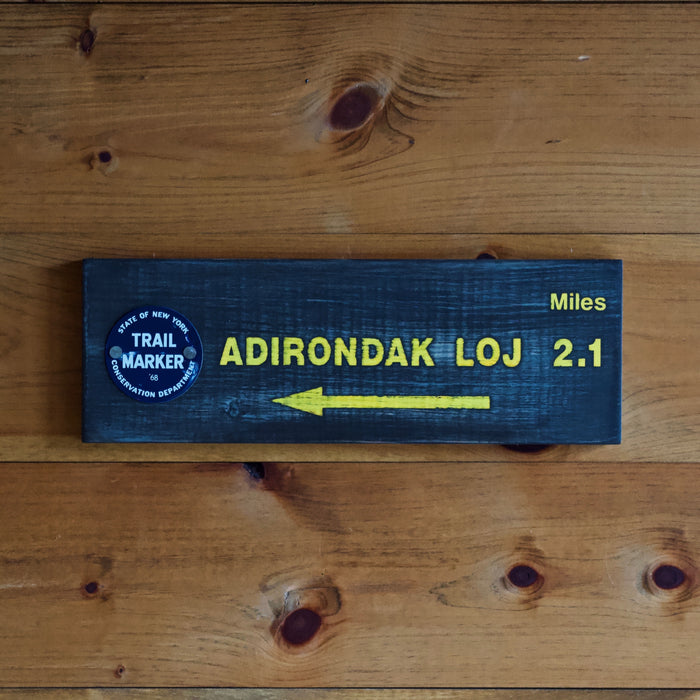 Miles
STATE OF NEW YORK
TRAIL
MARKER
'68
CONSERVATION DEPARTMENT
ADIRONDAK LOJ 2.1